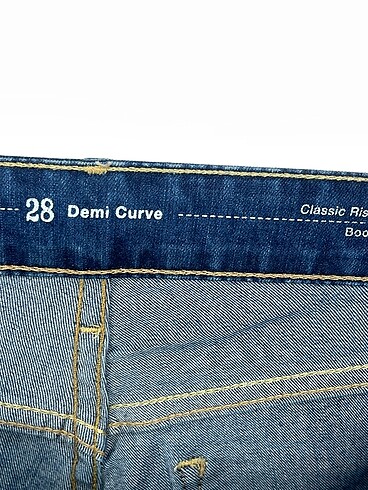 28 Demi Curve Classic Ris
Boo